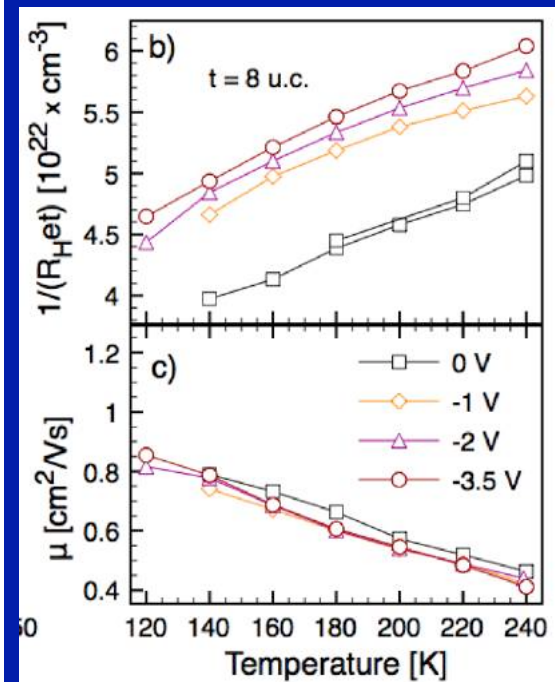 b)
t = 8 u.c.
1/(R_Het) [10^22 x cm^-3]
6
5.5
5
4.5
4
c)
0 V
-1 V
-2 V
-3.5 V
μ [cm^2/Vs]
1.2
1
0.8
0.6
0.4
60
120 140 160 180 200 220 240
Temperature [K]